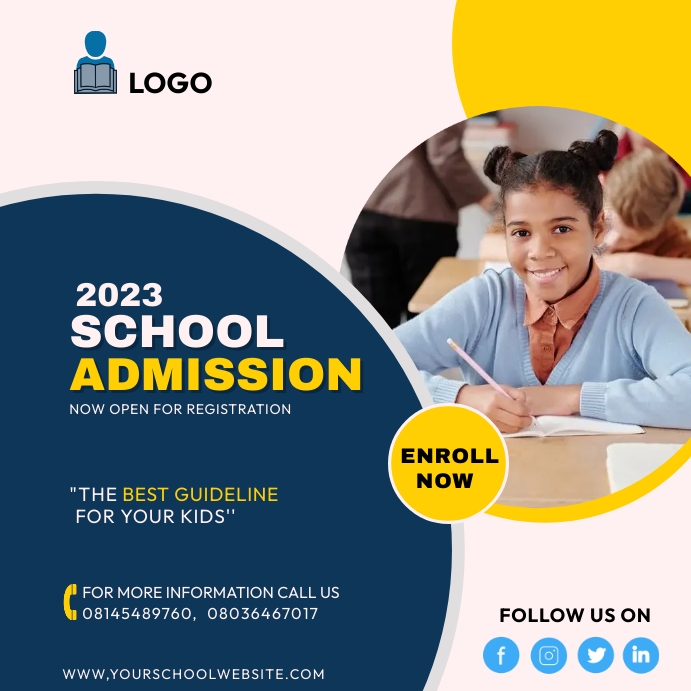 LOGO
2023
SCHOOL
ADMISSION
NOW OPEN FOR REGISTRATION
ENROLL
NOW
"THE BEST GUIDELINE
FOR YOUR KIDS''
FOR MORE INFORMATION CALL US
08145489760, 08036467017
WWW,YOURSCHOOLWEBSITE.COM
FOLLOW US ON
f
in